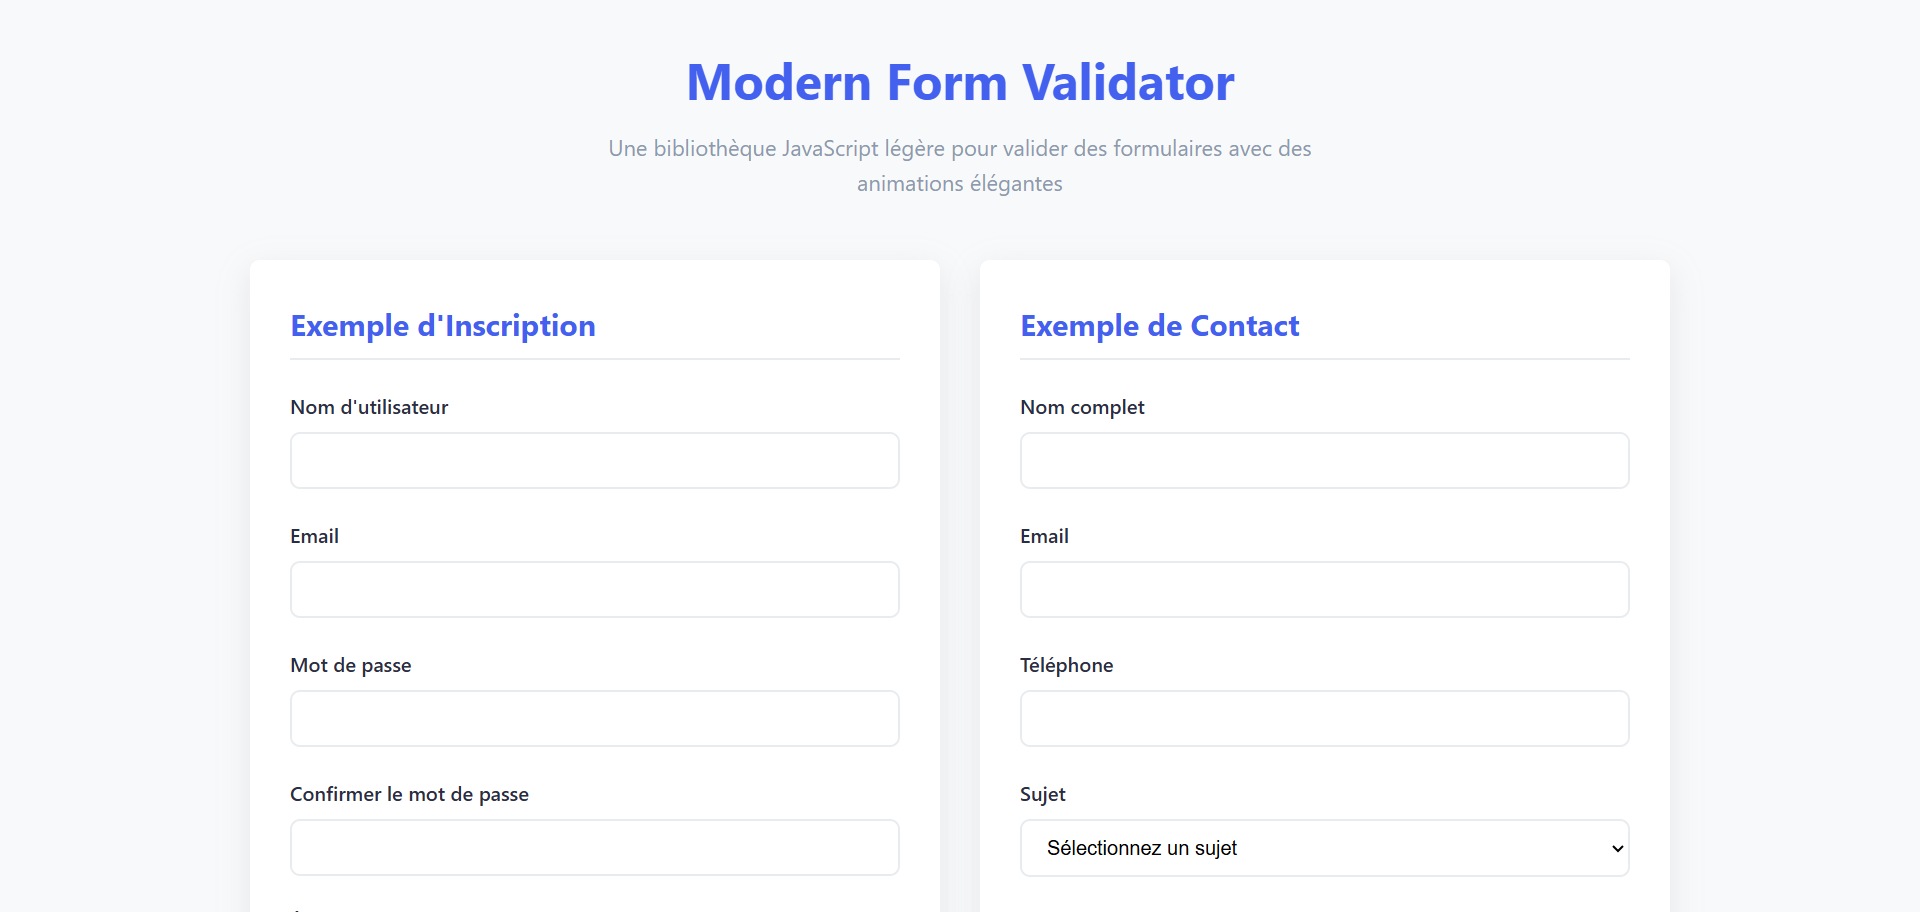 Modern Form Validator
Une bibliothèque JavaScript légère pour valider des formulaires avec des
animations élégantes
Exemple d'Inscription
Nom d'utilisateur
Email
Mot de passe
Confirmer le mot de passe
Exemple de Contact
Nom complet
Email
Téléphone
Sujet
Sélectionnez un sujet